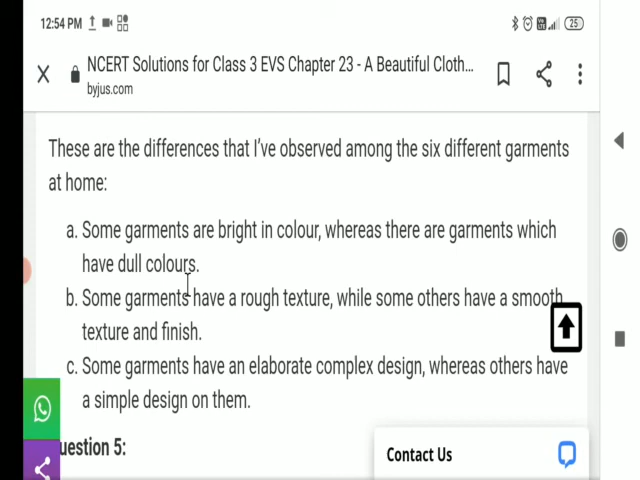 12:54 PM
25
NCERT Solutions for Class 3 EVS Chapter 23 - A Beautiful Cloth...
byjus.com
These are the differences that I've observed among the six different garments
at home:
a. Some garments are bright in colour, whereas there are garments which
have dull colours.
b. Some garments have a rough texture, while some others have a smooth
texture and finish.
c. Some garments have an elaborate complex design, whereas others have
a simple design on them.
uestion 5:
Contact Us